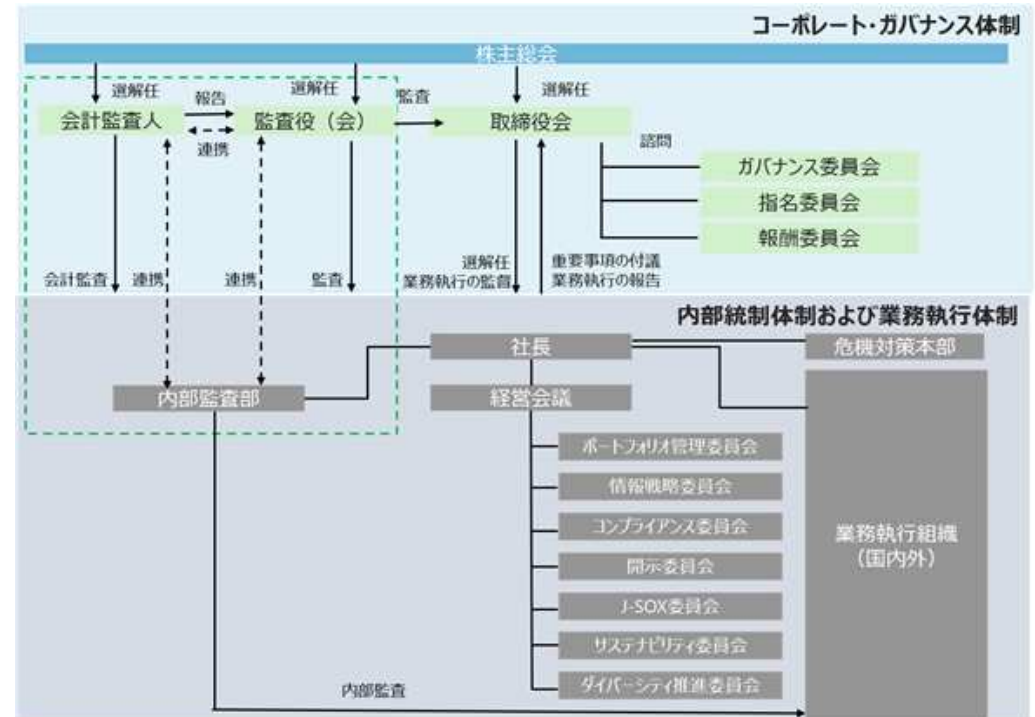 コーポレート・ガバナンス体制
株主総会
選解任
報告
選解任
監査
選解任
会計監査人
監査役（会）
取締役会
連携
諮問
ガバナンス委員会
指名委員会
報酬委員会
会計監査
連携
連携
監査
選解任
業務執行の監督
重要事項の付議
業務執行の報告
内部統制体制および業務執行体制
社長
危機対策本部
内部監査部
経営会議
ポートフォリオ管理委員会
情報戦略委員会
コンプライアンス委員会
開示委員会
J-SOX委員会
サステナビリティ委員会
ダイバーシティ推進委員会
業務執行組織
（国内外）
内部監査